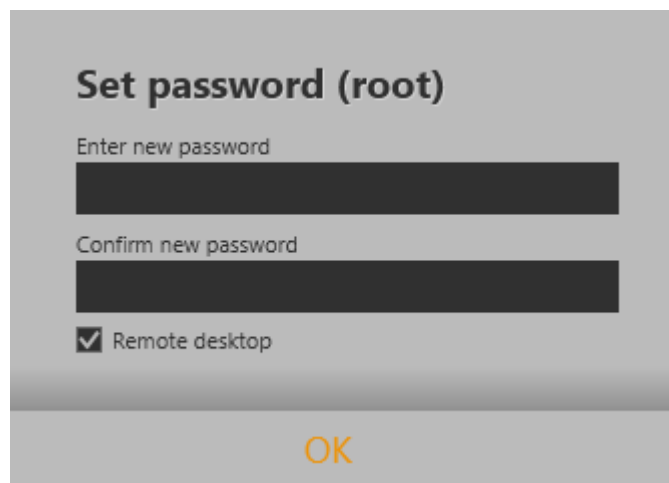 Set password (root)
Enter new password
Confirm new password
Remote desktop
OK